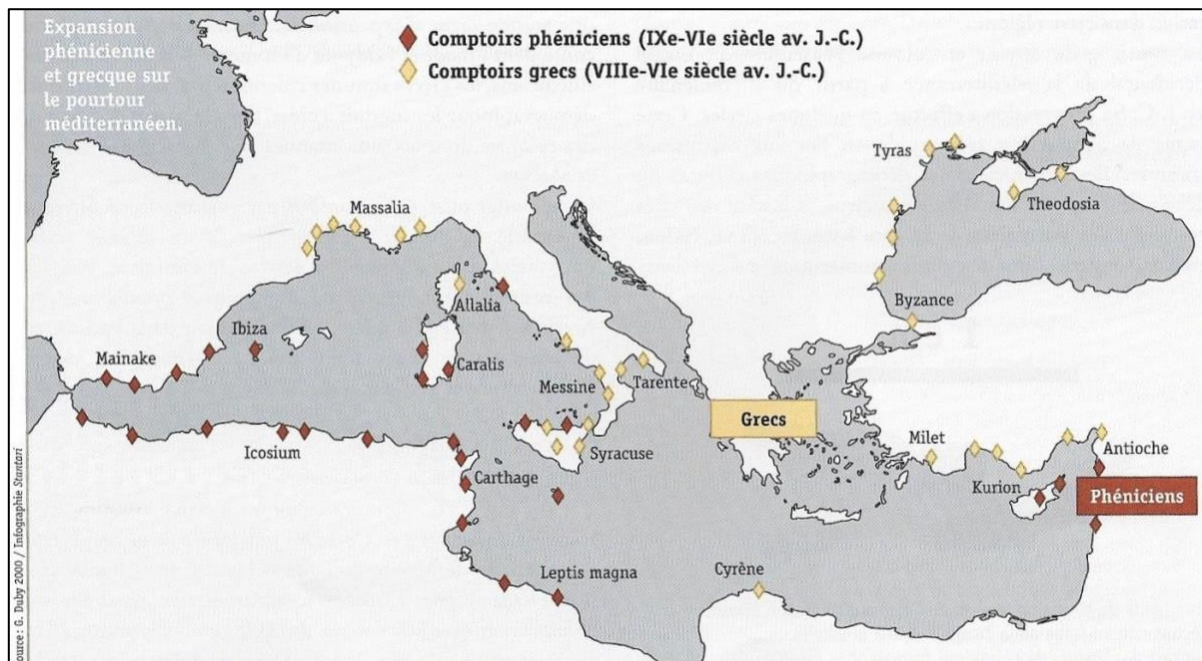 Expansion
phénicienne
et grecque sur
le pourtour
méditerranéen.
Comptoirs phéniciens (IXe-VIe siècle av. J.-C.)
Comptoirs grecs (VIIIe-VIe siècle av. J.-C.)
Tyras
Theodosia
Massalia
Byzance
Allalia
Ibiza
Mainake
Caralis
Messine
Tarente
Grecs
Milet
Antioche
Icosium
Syracuse
Kurion
Carthage
Phéniciens
Leptis magna
Cyrène
ource : G. Duby 2000 / Infographie Stantari